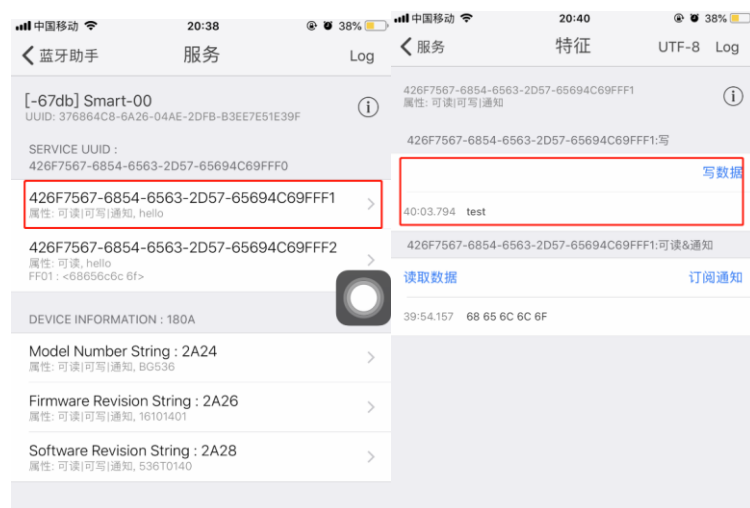 中国移动 20:38 38%
蓝牙助手 服务 Log
[-67db] Smart-00
UUID: 376864C8-6A26-04AE-2DFB-B3EE7E51E39F
SERVICE UUID :
426F7567-6854-6563-2D57-65694C69FFF0
426F7567-6854-6563-2D57-65694C69FFF1
属性: 可读|可写|通知, hello
426F7567-6854-6563-2D57-65694C69FFF2
属性: 可读, hello
FF01 : <68656c6c 6f>
DEVICE INFORMATION : 180A
Model Number String : 2A24
属性: 可读|可写|通知, BG536
Firmware Revision String : 2A26
属性: 可读|可写|通知, 16101401
Software Revision String : 2A28
属性: 可读|可写|通知, 536T0140
中国移动 20:40 38%
服务 特征 UTF-8 Log
426F7567-6854-6563-2D57-65694C69FFF1
属性: 可读|可写|通知
426F7567-6854-6563-2D57-65694C69FFF1:写
写数据
40:03.794 test
426F7567-6854-6563-2D57-65694C69FFF1:可读&通知
读取数据 订阅通知
39:54.157 68 65 6C 6C 6F